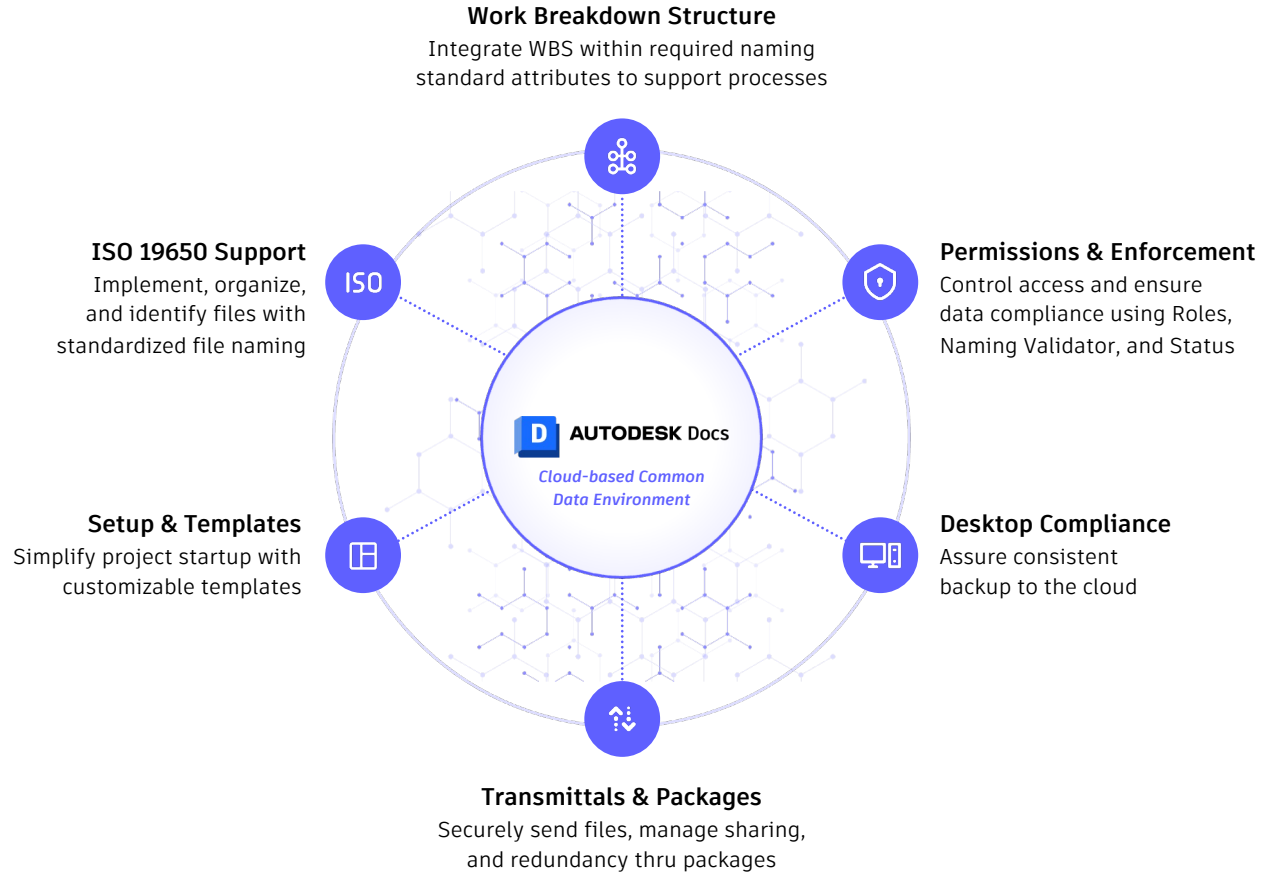 Work Breakdown Structure
Integrate WBS within required naming
standard attributes to support processes
ISO 19650 Support
Implement, organize,
and identify files with
standardized file naming
ISO
Permissions & Enforcement
Control access and ensure
data compliance using Roles,
Naming Validator, and Status
D AUTODESK Docs
Cloud-based Common
Data Environment
Setup & Templates
Simplify project startup with
customizable templates
Desktop Compliance
Assure consistent
backup to the cloud
Transmittals & Packages
Securely send files, manage sharing,
and redundancy thru packages